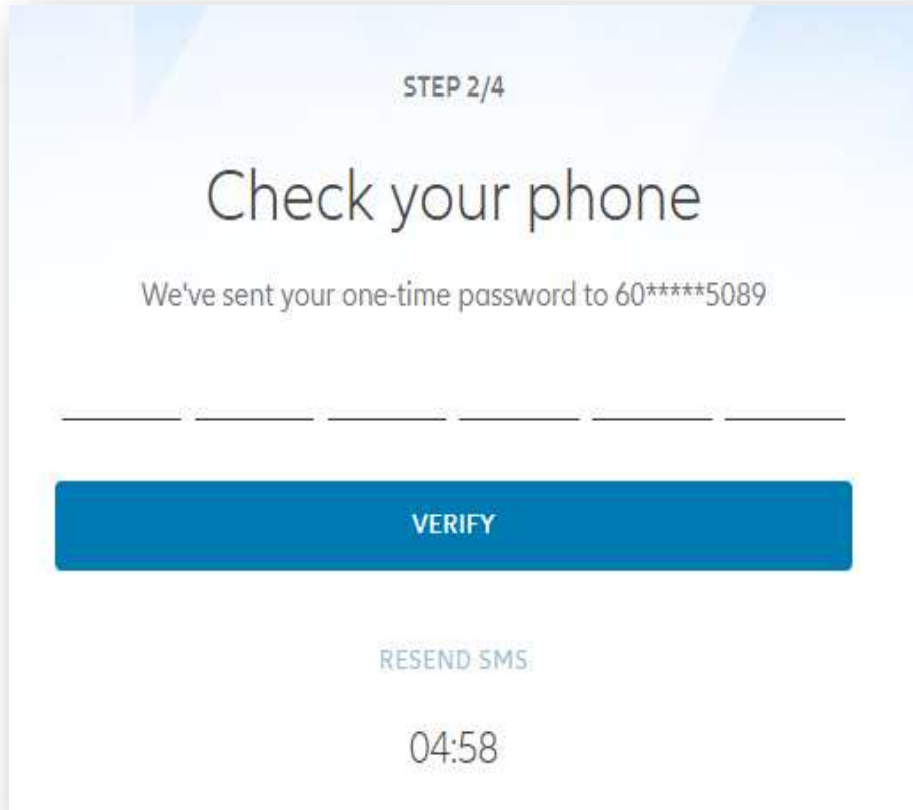 STEP 2/4
Check your phone
We've sent your one-time password to 60*****5089
VERIFY
RESEND SMS
04:58